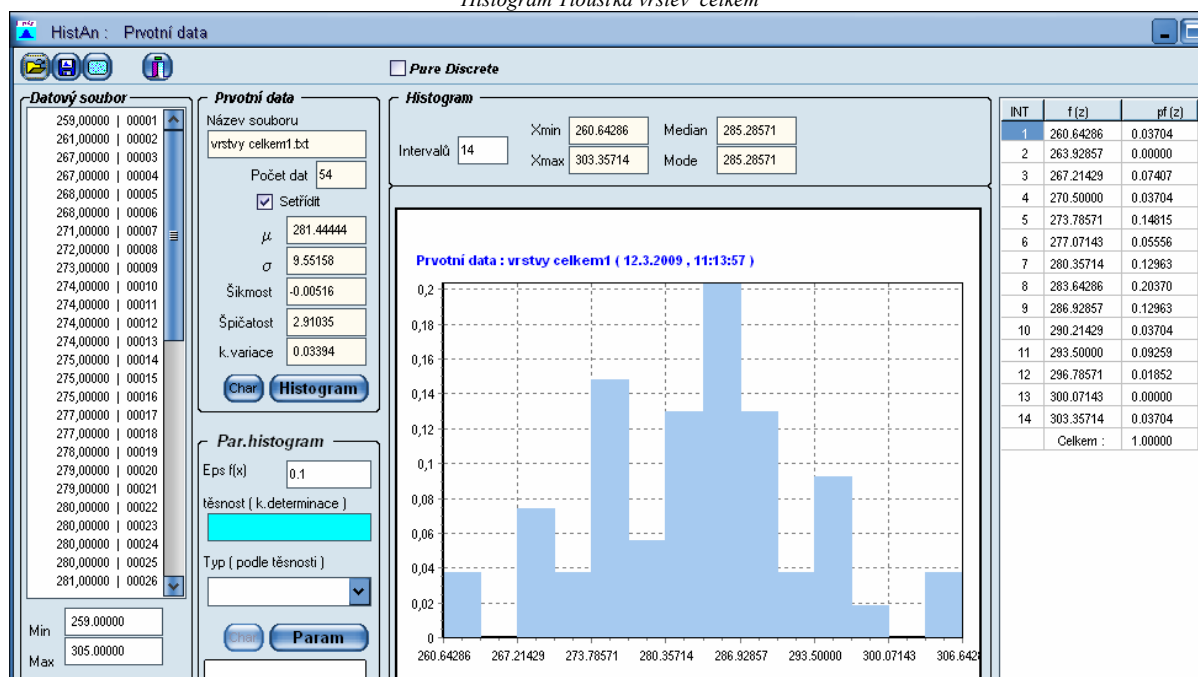 Histogram Tloušťka vrstev celkem
HistAn : Prvotní data
Pure Discrete
Datový soubor
259,00000 | 00001
261,00000 | 00002
267,00000 | 00003
267,00000 | 00004
268,00000 | 00005
268,00000 | 00006
271,00000 | 00007
272,00000 | 00008
273,00000 | 00009
274,00000 | 00010
274,00000 | 00011
274,00000 | 00012
274,00000 | 00013
275,00000 | 00014
275,00000 | 00015
275,00000 | 00016
277,00000 | 00017
277,00000 | 00018
278,00000 | 00019
279,00000 | 00020
279,00000 | 00021
280,00000 | 00022
280,00000 | 00023
280,00000 | 00024
280,00000 | 00025
281,00000 | 00026
Min 259.00000
Max 305.00000
Prvotní data
Název souboru
vrstvy celkem1.txt
Počet dat 54
Setřídit
μ 281.44444
σ 9.55158
Šikmost -0.00516
Špičatost 2.91035
k.variace 0.03394
Char Histogram
Par.histogram
Eps f(x) 0.1
těsnost ( k.determinace )
Typ ( podle těsnosti )
Char Param
Histogram
Intervalů 14
Xmin 260.64286 Median 285.28571
Xmax 303.35714 Mode 285.28571
Prvotní data : vrstvy celkem1 ( 12.3.2009 , 11:13:57 )
0,2
0,18
0,16
0,14
0,12
0,1
0,08
0,06
0,04
0,02
0
260.64286 267.21429 273.78571 280.35714 286.92857 293.50000 300.07143 306.642
INT f (z) pf (z)
1 260.64286 0.03704
2 263.92857 0.00000
3 267.21429 0.07407
4 270.50000 0.03704
5 273.78571 0.14815
6 277.07143 0.05556
7 280.35714 0.12963
8 283.64286 0.20370
9 286.92857 0.12963
10 290.21429 0.03704
11 293.50000 0.09259
12 296.78571 0.01852
13 300.07143 0.00000
14 303.35714 0.03704
Celkem : 1.00000